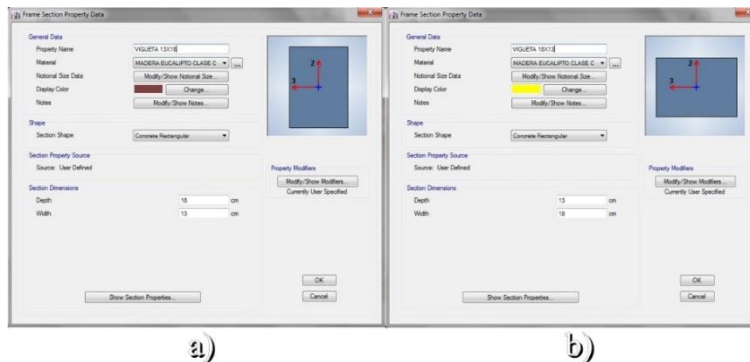 Frame Section Property Data
General Data
Property Name VIGUETA 13X18
Material MADERA EUCALIPTO CLASE C ...
Notional Size Data Modify/Show Notional Size...
Display Color Change...
Notes Modify/Show Notes...
2
3
Shape
Section Shape Concrete Rectangular
Section Property Source
Source: User Defined
Property Modifiers
Modify/Show Modifiers...
Currently User Specified
Section Dimensions
Depth 18 cm
Width 13 cm
Show Section Properties...
OK
Cancel
a)
Frame Section Property Data
General Data
Property Name VIGUETA 18X13
Material MADERA EUCALIPTO CLASE C ...
Notional Size Data Modify/Show Notional Size...
Display Color Change...
Notes Modify/Show Notes...
2
3
Shape
Section Shape Concrete Rectangular
Section Property Source
Source: User Defined
Property Modifiers
Modify/Show Modifiers...
Currently User Specified
Section Dimensions
Depth 13 cm
Width 18 cm
Show Section Properties...
OK
Cancel
b)